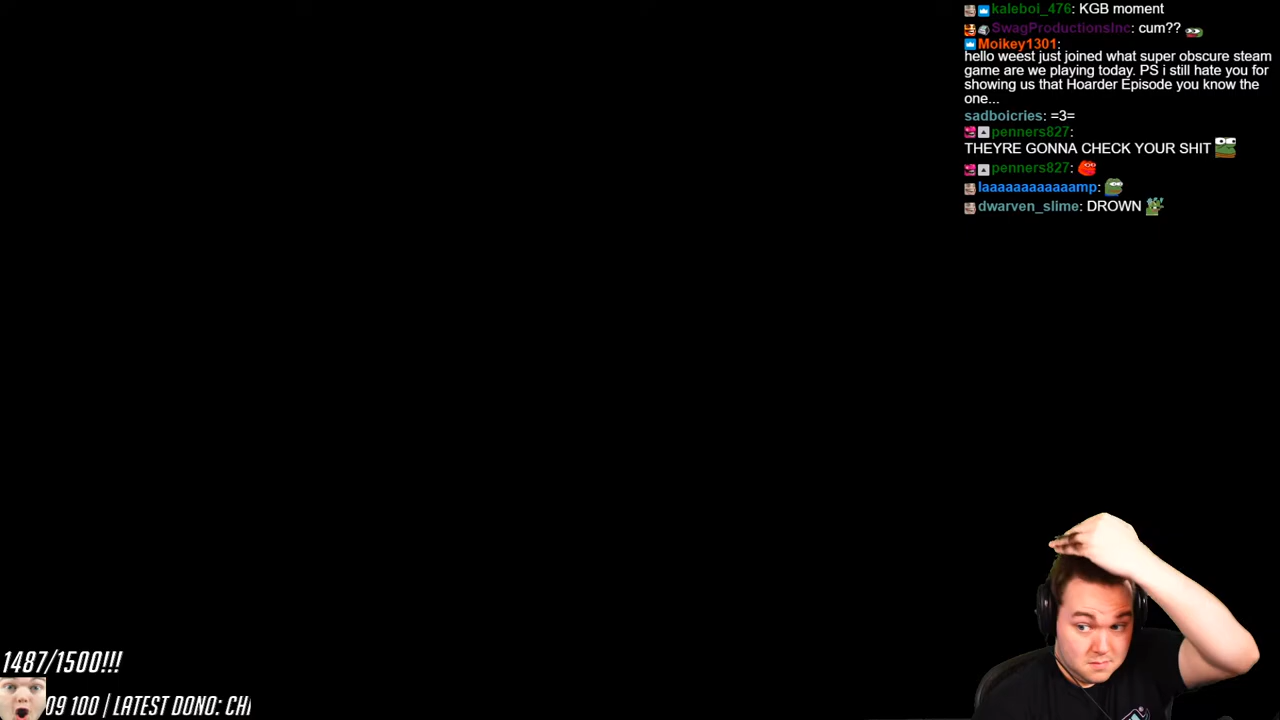 kaleboi_476: KGB moment
SwagProductionsInc: cum??
Moikey1301:
hello weest just joined what super obscure steam
game are we playing today. PS i still hate you for
showing us that Hoarder Episode you know the
one...
sadboicries: =3=
penners827:
THEYRE GONNA CHECK YOUR SHIT
penners827:
laaaaaaaaaaaamp:
dwarven_slime: DROWN
1487/1500!!!
09 100 | LATEST DONO: CHI